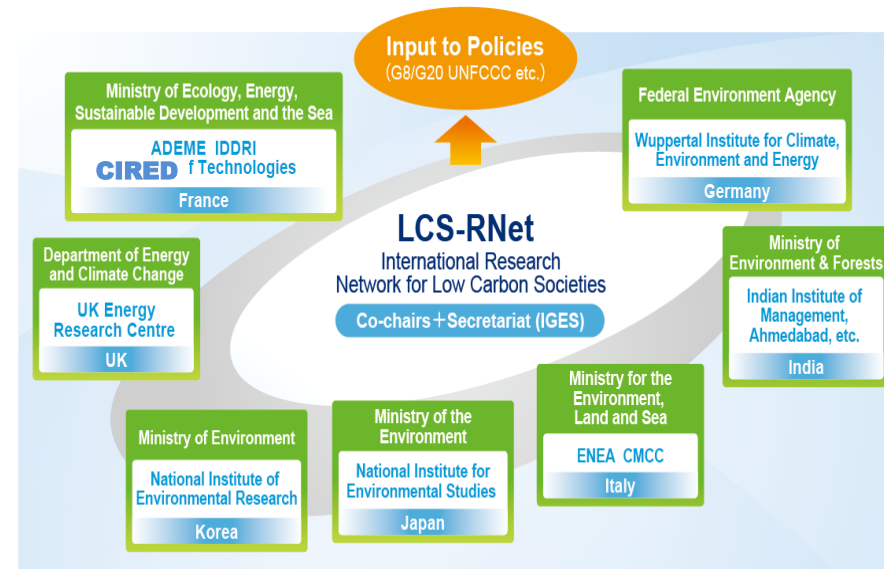 Input to Policies
(G8/G20 UNFCCC etc.)
Ministry of Ecology, Energy,
Sustainable Development and the Sea
ADEME IDDRI
CIRED f Technologies
France
Federal Environment Agency
Wuppertal Institute for Climate,
Environment and Energy
Germany
LCS-RNet
International Research
Network for Low Carbon Societies
Co-chairs+Secretariat (IGES)
Department of Energy
and Climate Change
UK Energy
Research Centre
UK
Ministry of
Environment & Forests
Indian Institute of
Management,
Ahmedabad, etc.
India
Ministry of Environment
National Institute of
Environmental Research
Korea
Ministry of the
Environment
National Institute for
Environmental Studies
Japan
Ministry for the
Environment,
Land and Sea
ENEA CMCC
Italy